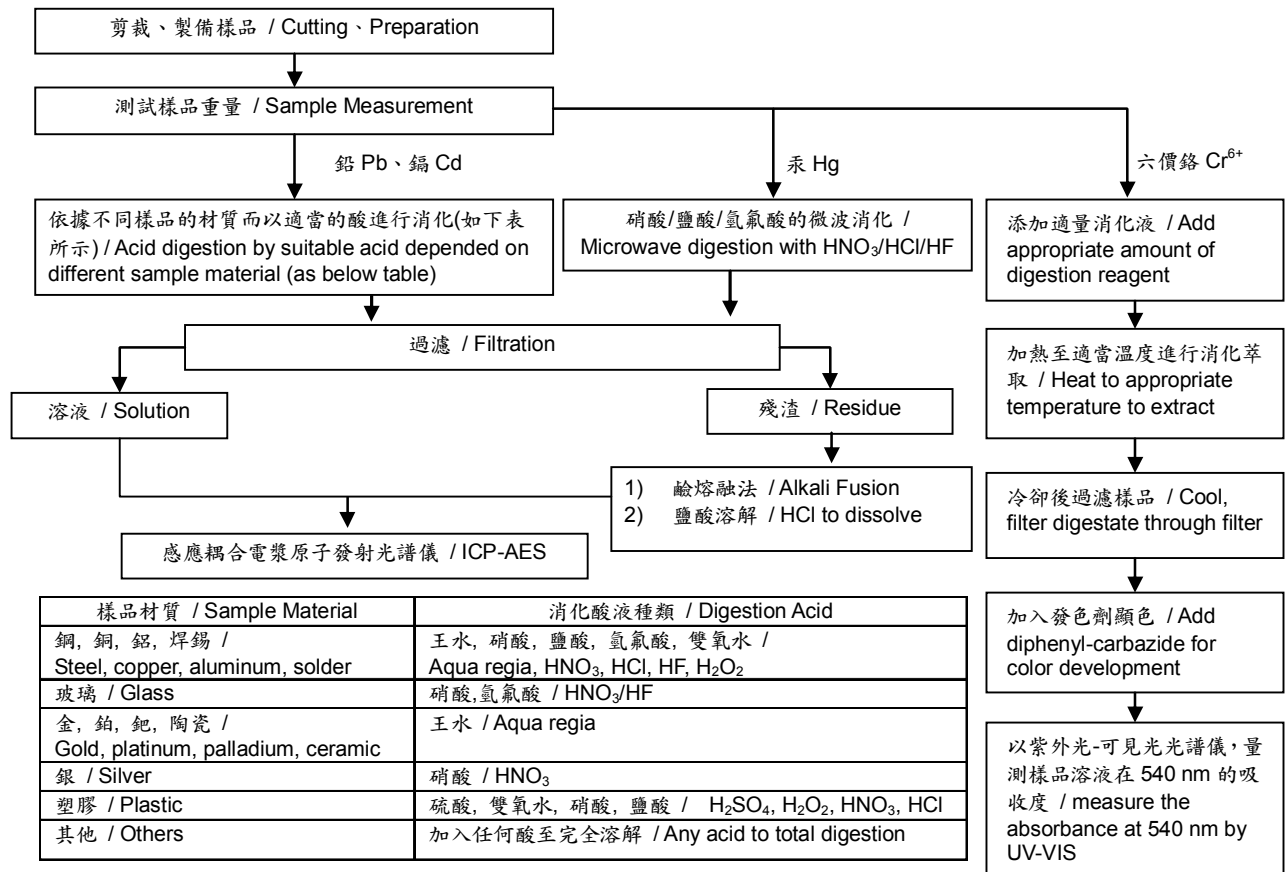 剪裁、製備樣品 / Cutting、Preparation
測試樣品重量 / Sample Measurement
鉛 Pb、鎘 Cd
汞 Hg
六價鉻 Cr⁶⁺
依據不同樣品的材質而以適當的酸進行消化(如下表
所示) / Acid digestion by suitable acid depended on
different sample material (as below table)
硝酸/鹽酸/氫氟酸的微波消化 /
Microwave digestion with HNO₃/HCl/HF
添加適量消化液 / Add
appropriate amount of
digestion reagent
過濾 / Filtration
加熱至適當溫度進行消化萃
取 / Heat to appropriate
temperature to extract
溶液 / Solution
殘渣 / Residue
1) 鹼熔融法 / Alkali Fusion
2) 鹽酸溶解 / HCl to dissolve
冷卻後過濾樣品 / Cool,
filter digestate through filter
感應耦合電漿原子發射光譜儀 / ICP-AES
加入發色劑顯色 / Add
diphenyl-carbazide for
color development
以紫外光-可見光光譜儀，量
測樣品溶液在 540 nm 的吸
收度 / measure the
absorbance at 540 nm by
UV-VIS
樣品材質 / Sample Material
消化酸液種類 / Digestion Acid
鋼, 銅, 鋁, 焊錫 /
Steel, copper, aluminum, solder
王水, 硝酸, 鹽酸, 氫氟酸, 雙氧水 /
Aqua regia, HNO₃, HCl, HF, H₂O₂
玻璃 / Glass
硝酸,氫氟酸 / HNO₃/HF
金, 鉑, 鈀, 陶瓷 /
Gold, platinum, palladium, ceramic
王水 / Aqua regia
銀 / Silver
硝酸 / HNO₃
塑膠 / Plastic
硫酸, 雙氧水, 硝酸, 鹽酸 / H₂SO₄, H₂O₂, HNO₃, HCl
其他 / Others
加入任何酸至完全溶解 / Any acid to total digestion